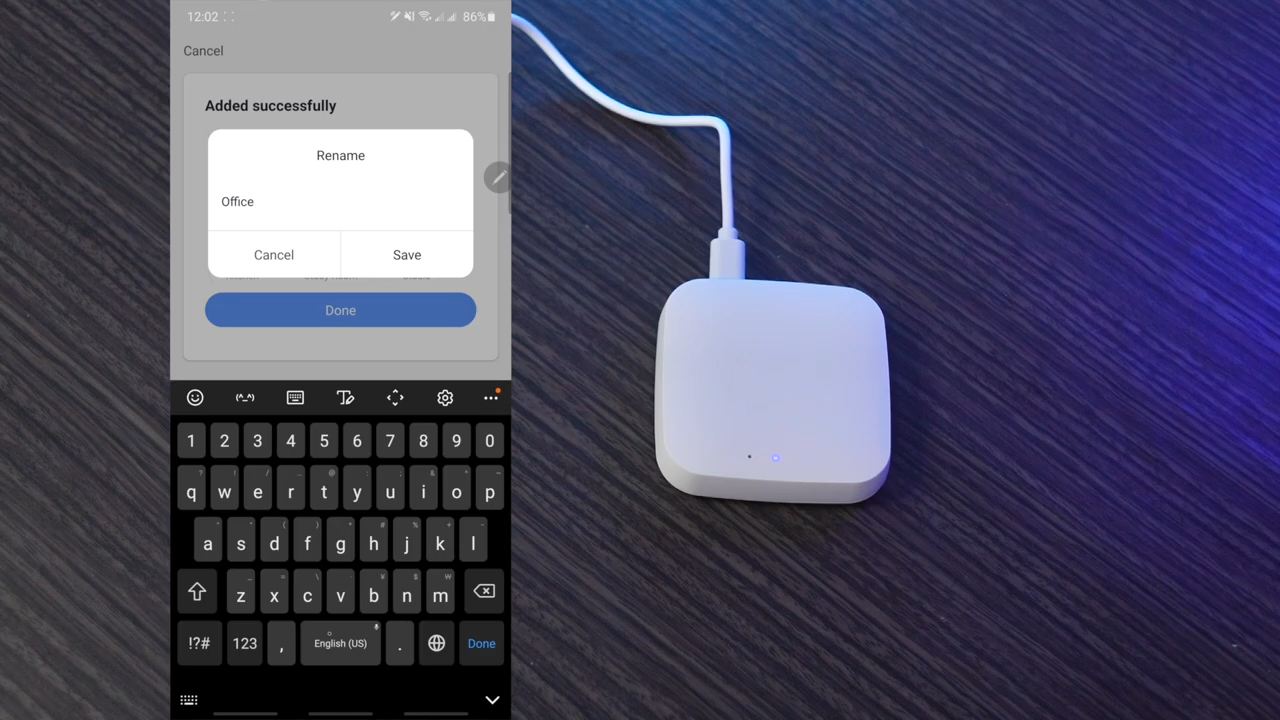 12:02
86%
Cancel
Added successfully
Rename
Office
Cancel Save
Done
(^_^)
1 2 3 4 5 6 7 8 9 0
q w e r t y u i o p
a s d f g h j k l
z x c v b n m
!?# 123 , English (US) . Done